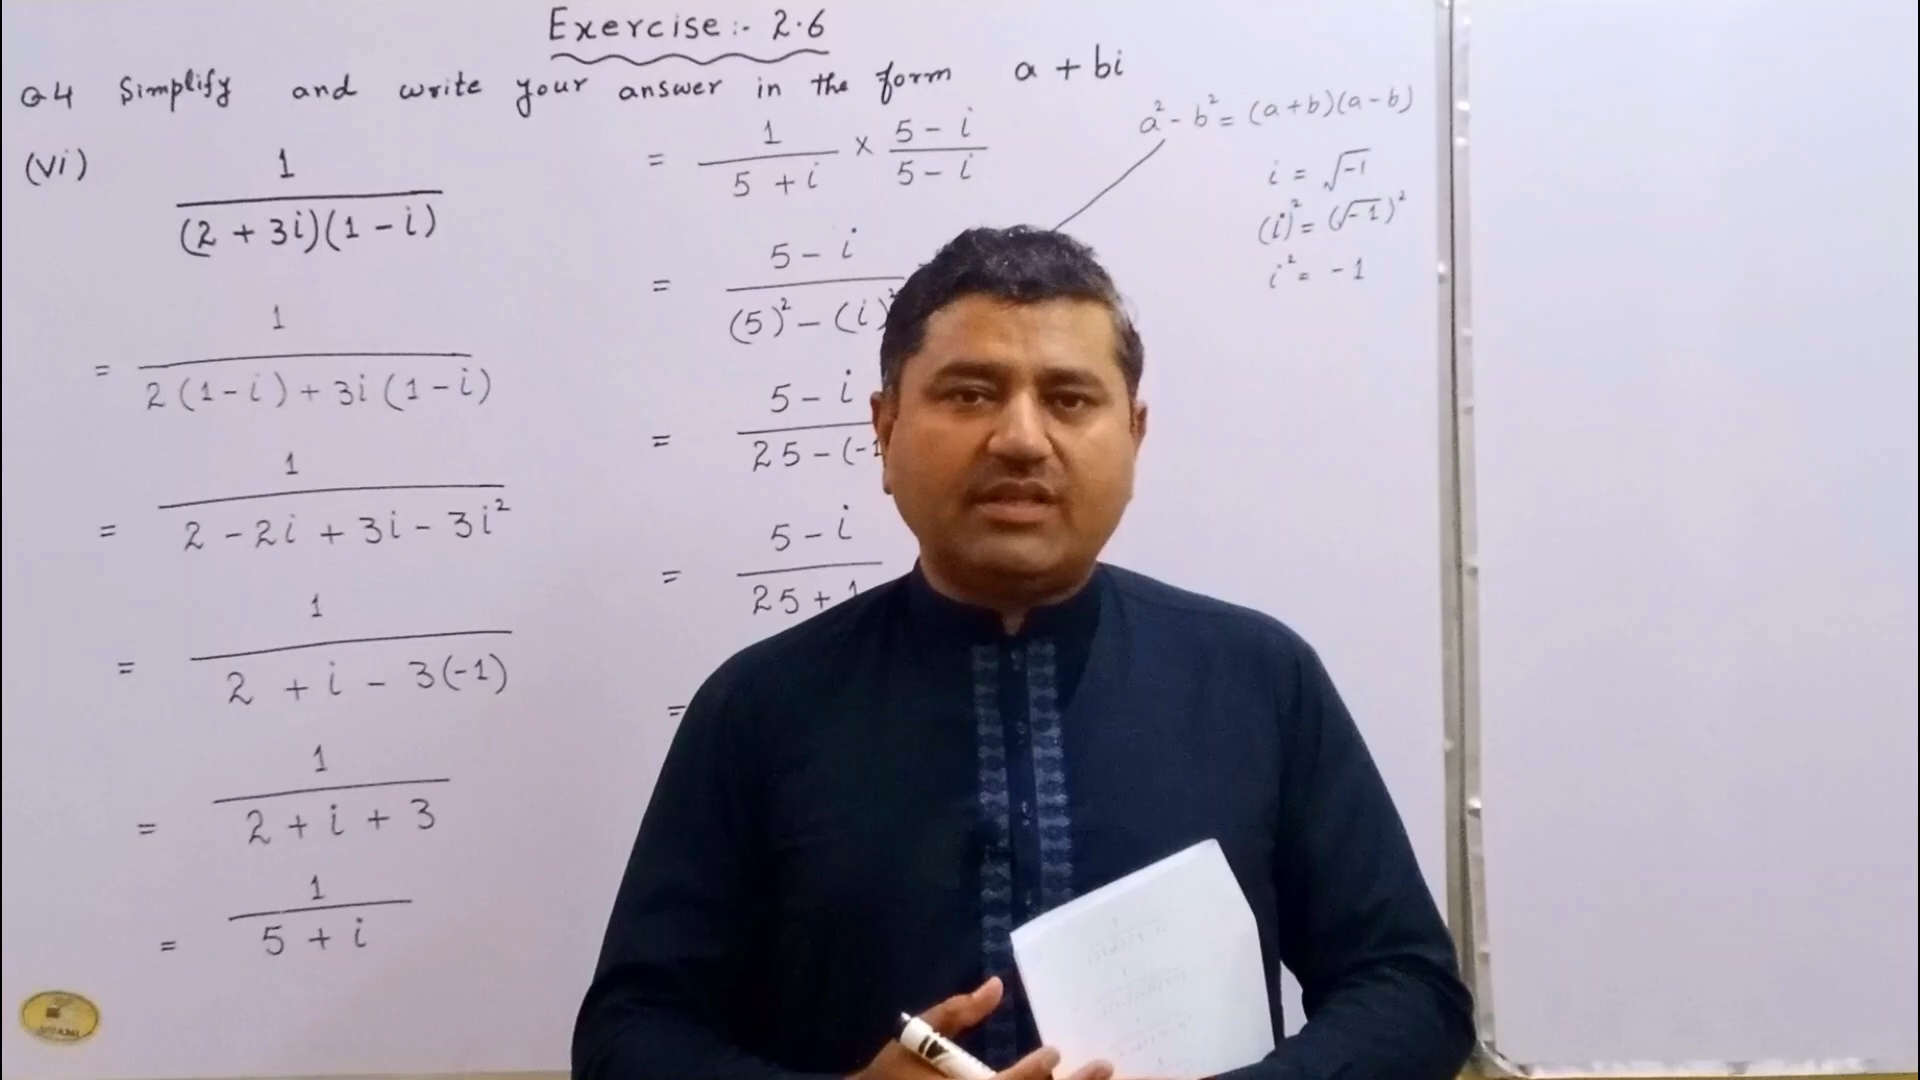 Exercise :- 2.6
Q4 Simplify and write your answer in the form a + bi
(vi) 1 / (2 + 3i)(1 - i)
= 1 / 2(1 - i) + 3i(1 - i)
= 1 / 2 - 2i + 3i - 3i²
= 1 / 2 + i - 3(-1)
= 1 / 2 + i + 3
= 1 / 5 + i
= 1 / 5 + i × 5 - i / 5 - i
= 5 - i / (5)² - (i)²
= 5 - i / 25 - (-1
= 5 - i / 25 + 1
=
a² - b² = (a + b)(a - b)
i = √-1
(i)² = (√-1)²
i² = -1